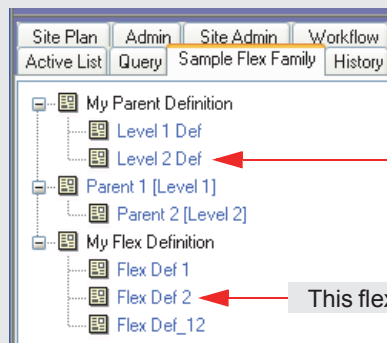 Site Plan Admin Site Admin Workflow
Active List Query Sample Flex Family History
My Parent Definition
Level 1 Def
Level 2 Def
Parent 1 [Level 1]
Parent 2 [Level 2]
My Flex Definition
Flex Def 1
Flex Def 2 This flex
Flex Def_12